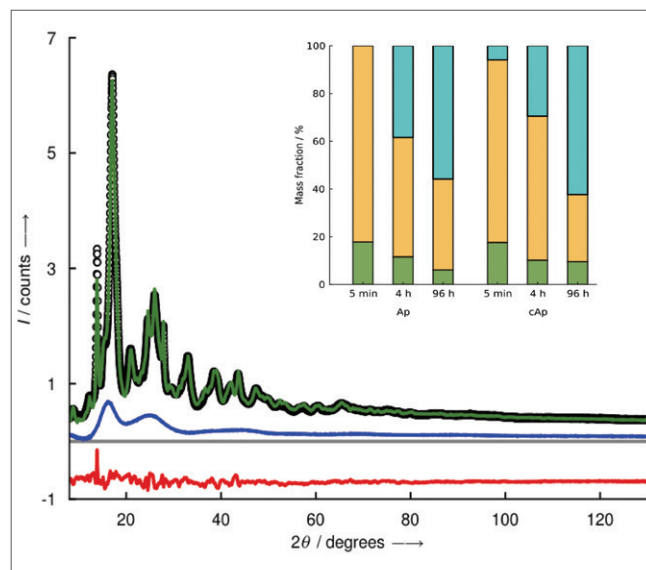 7
5
3
1
-1
I / counts →
20 40 60 80 100 120
2θ / degrees →
100
80
60
40
20
0
Mass fraction / %
5 min 4 h 96 h 5 min 4 h 96 h
Ap cAp